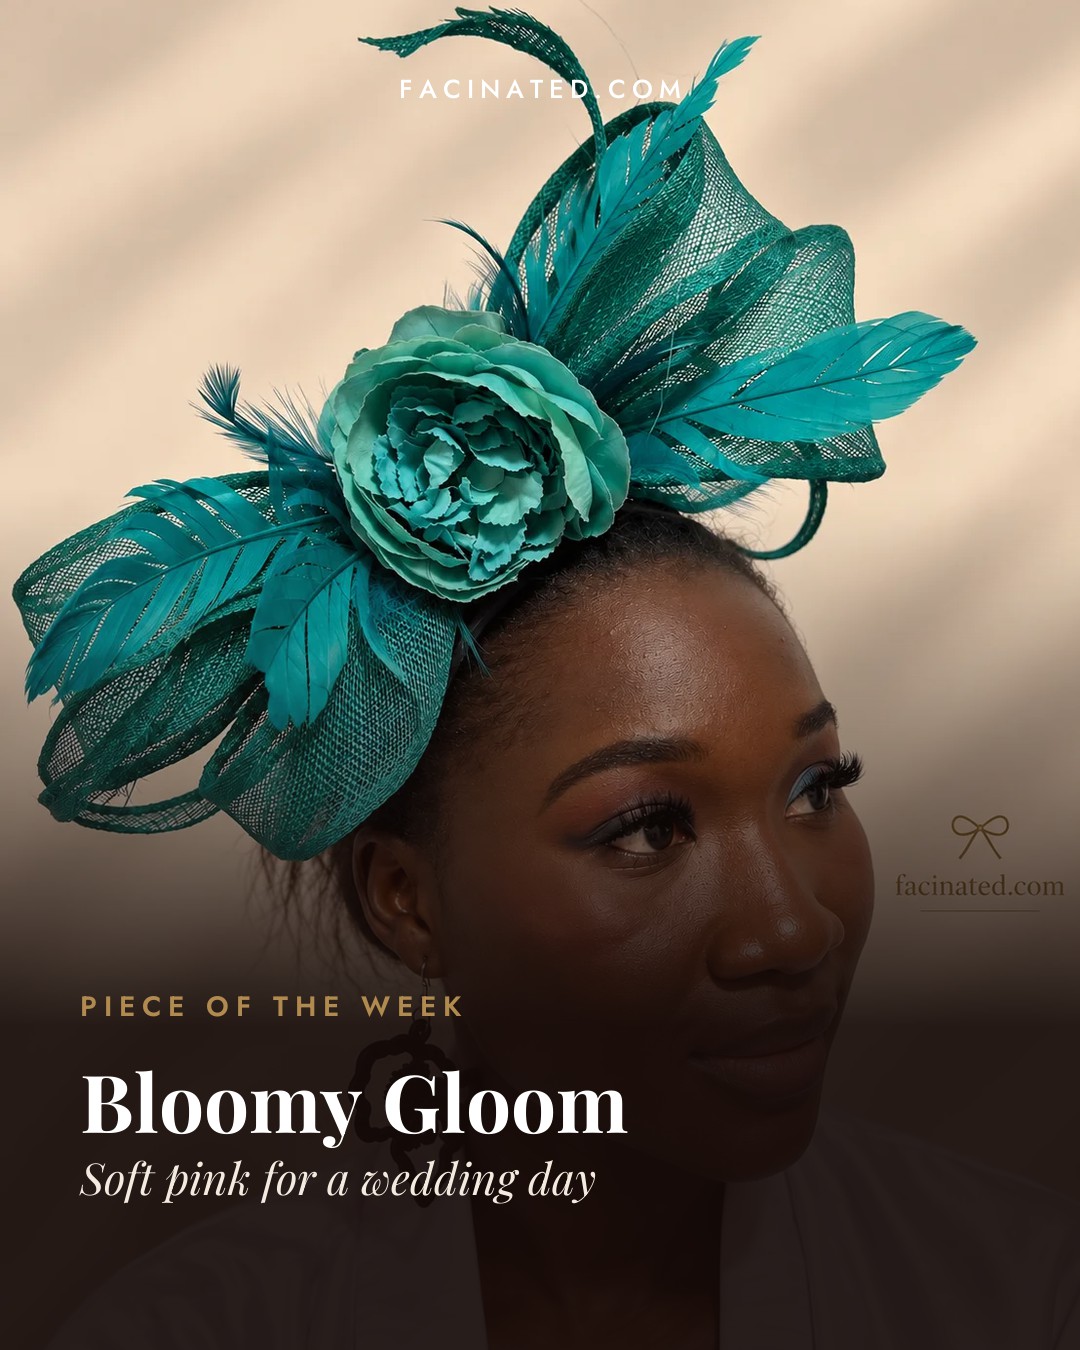 FACINATED.COM
facinated.com
PIECE OF THE WEEK
Bloomy Gloom
Soft pink for a wedding day